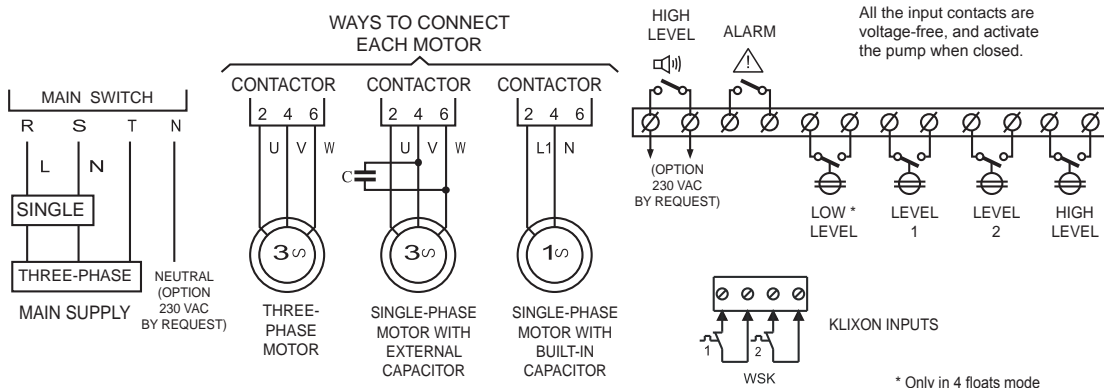 MAIN SWITCH
R S T N
L N
SINGLE
THREE-PHASE
MAIN SUPPLY
NEUTRAL
(OPTION
230 VAC
BY REQUEST)
WAYS TO CONNECT
EACH MOTOR
CONTACTOR
2 4 6
U V W
3
THREE-
PHASE
MOTOR
CONTACTOR
2 4 6
U V W
C
3
SINGLE-PHASE
MOTOR WITH
EXTERNAL
CAPACITOR
CONTACTOR
2 4 6
L1 N
1
SINGLE-PHASE
MOTOR WITH
BUILT-IN
CAPACITOR
HIGH
LEVEL
ALARM
All the input contacts are
voltage-free, and activate
the pump when closed.
(OPTION
230 VAC
BY REQUEST)
LOW *
LEVEL
LEVEL
1
LEVEL
2
HIGH
LEVEL
KLIXON INPUTS
1 2
WSK
* Only in 4 floats mode